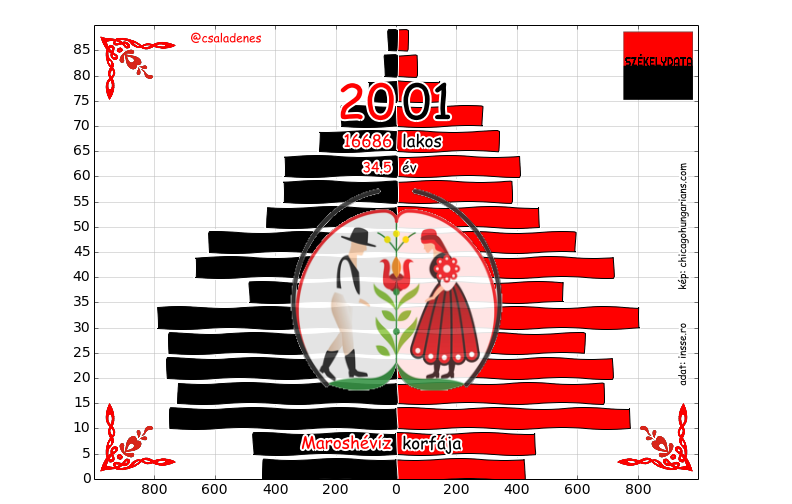 @csaladenes
SZÉKELYDATA
2001
16686 lakos
34.5 év
kép: chicagohungarians.com
adat: insse.ro
Maroshévíz korfája
85
80
75
70
65
60
55
50
45
40
35
30
25
20
15
10
5
0
800 600 400 200 0 200 400 600 800